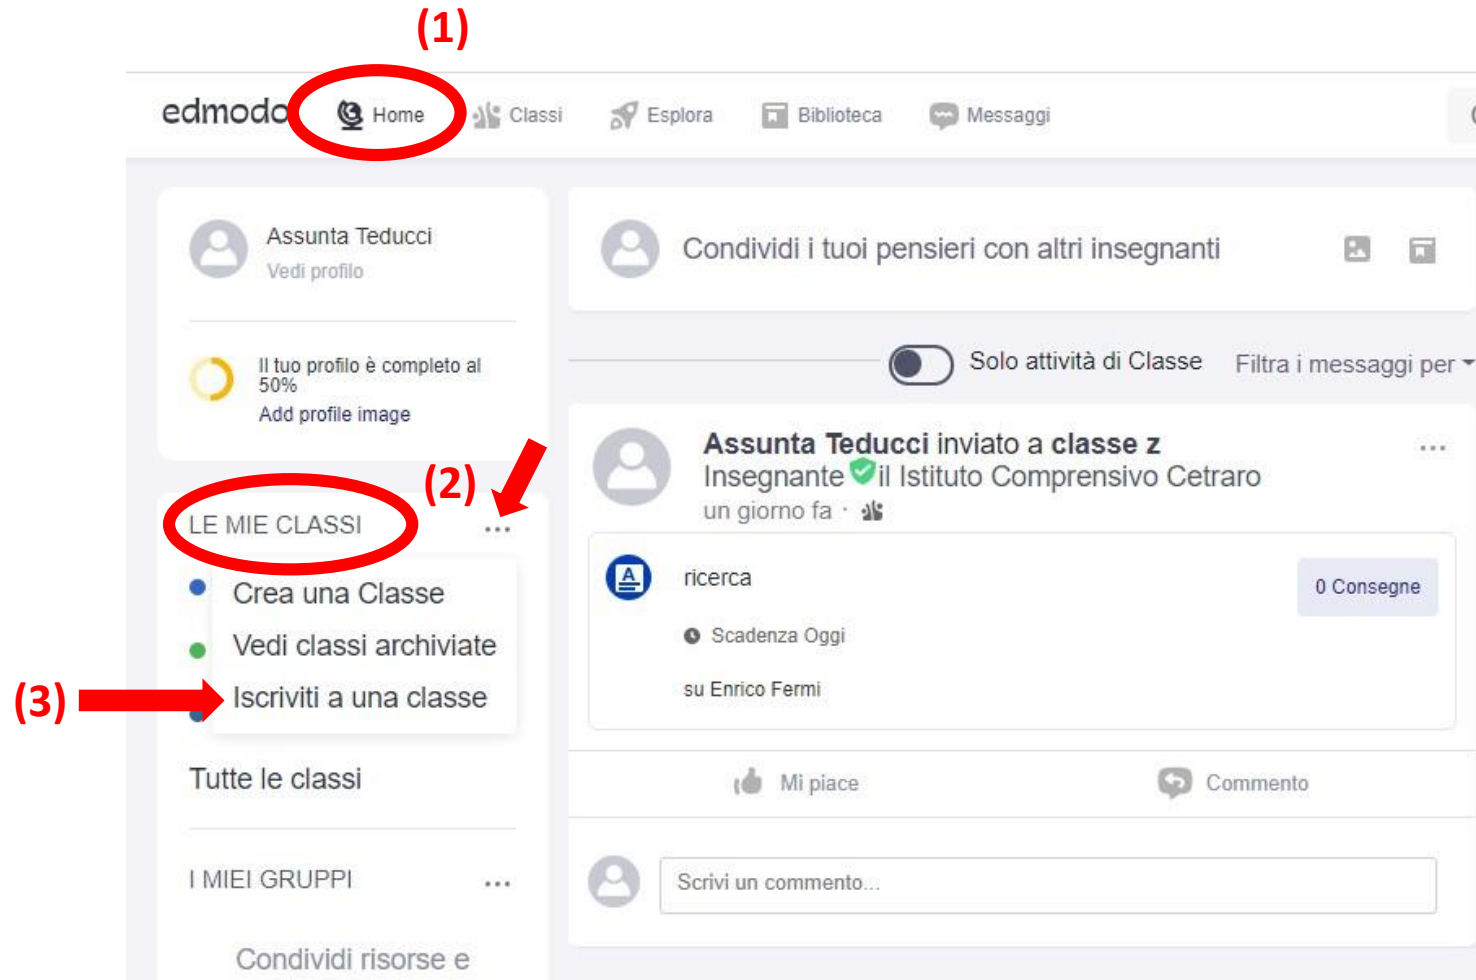 (1)
edmodo Home Classi Esplora Biblioteca Messaggi
Assunta Teducci
Vedi profilo
Il tuo profilo è completo al
50%
Add profile image
(2)
LE MIE CLASSI ...
Crea una Classe
Vedi classi archiviate
(3)
Iscriviti a una classe
Tutte le classi
I MIEI GRUPPI ...
Condividi risorse e
Condividi i tuoi pensieri con altri insegnanti
Solo attività di Classe Filtra i messaggi per
Assunta Teducci inviato a classe z ...
Insegnante il Istituto Comprensivo Cetraro
un giorno fa ·
A
ricerca 0 Consegne
Scadenza Oggi
su Enrico Fermi
Mi piace Commento
Scrivi un commento...